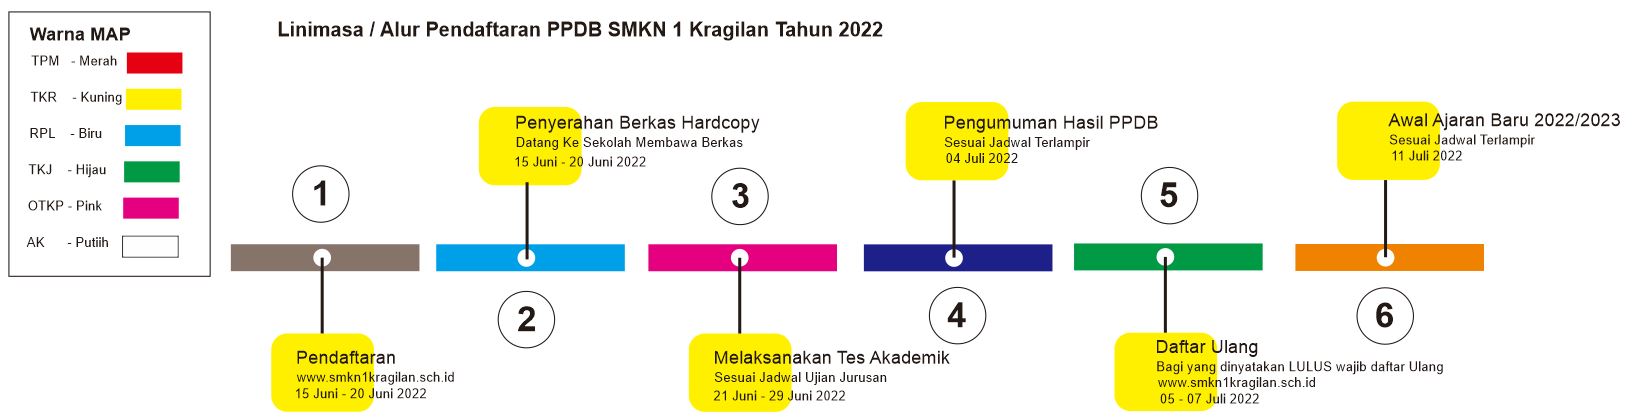 Linimasa / Alur Pendaftaran PPDB SMKN 1 Kragilan Tahun 2022
Warna MAP
TPM - Merah
TKR - Kuning
RPL - Biru
TKJ - Hijau
OTKP - Pink
AK - Putiih
1
Pendaftaran
www.smkn1kragilan.sch.id
15 Juni - 20 Juni 2022
Penyerahan Berkas Hardcopy
Datang Ke Sekolah Membawa Berkas
15 Juni - 20 Juni 2022
2
3
Melaksanakan Tes Akademik
Sesuai Jadwal Ujian Jurusan
21 Juni - 29 Juni 2022
Pengumuman Hasil PPDB
Sesuai Jadwal Terlampir
04 Juli 2022
4
5
Daftar Ulang
Bagi yang dinyatakan LULUS wajib daftar Ulang
www.smkn1kragilan.sch.id
05 - 07 Juli 2022
Awal Ajaran Baru 2022/2023
Sesuai Jadwal Terlampir
11 Juli 2022
6